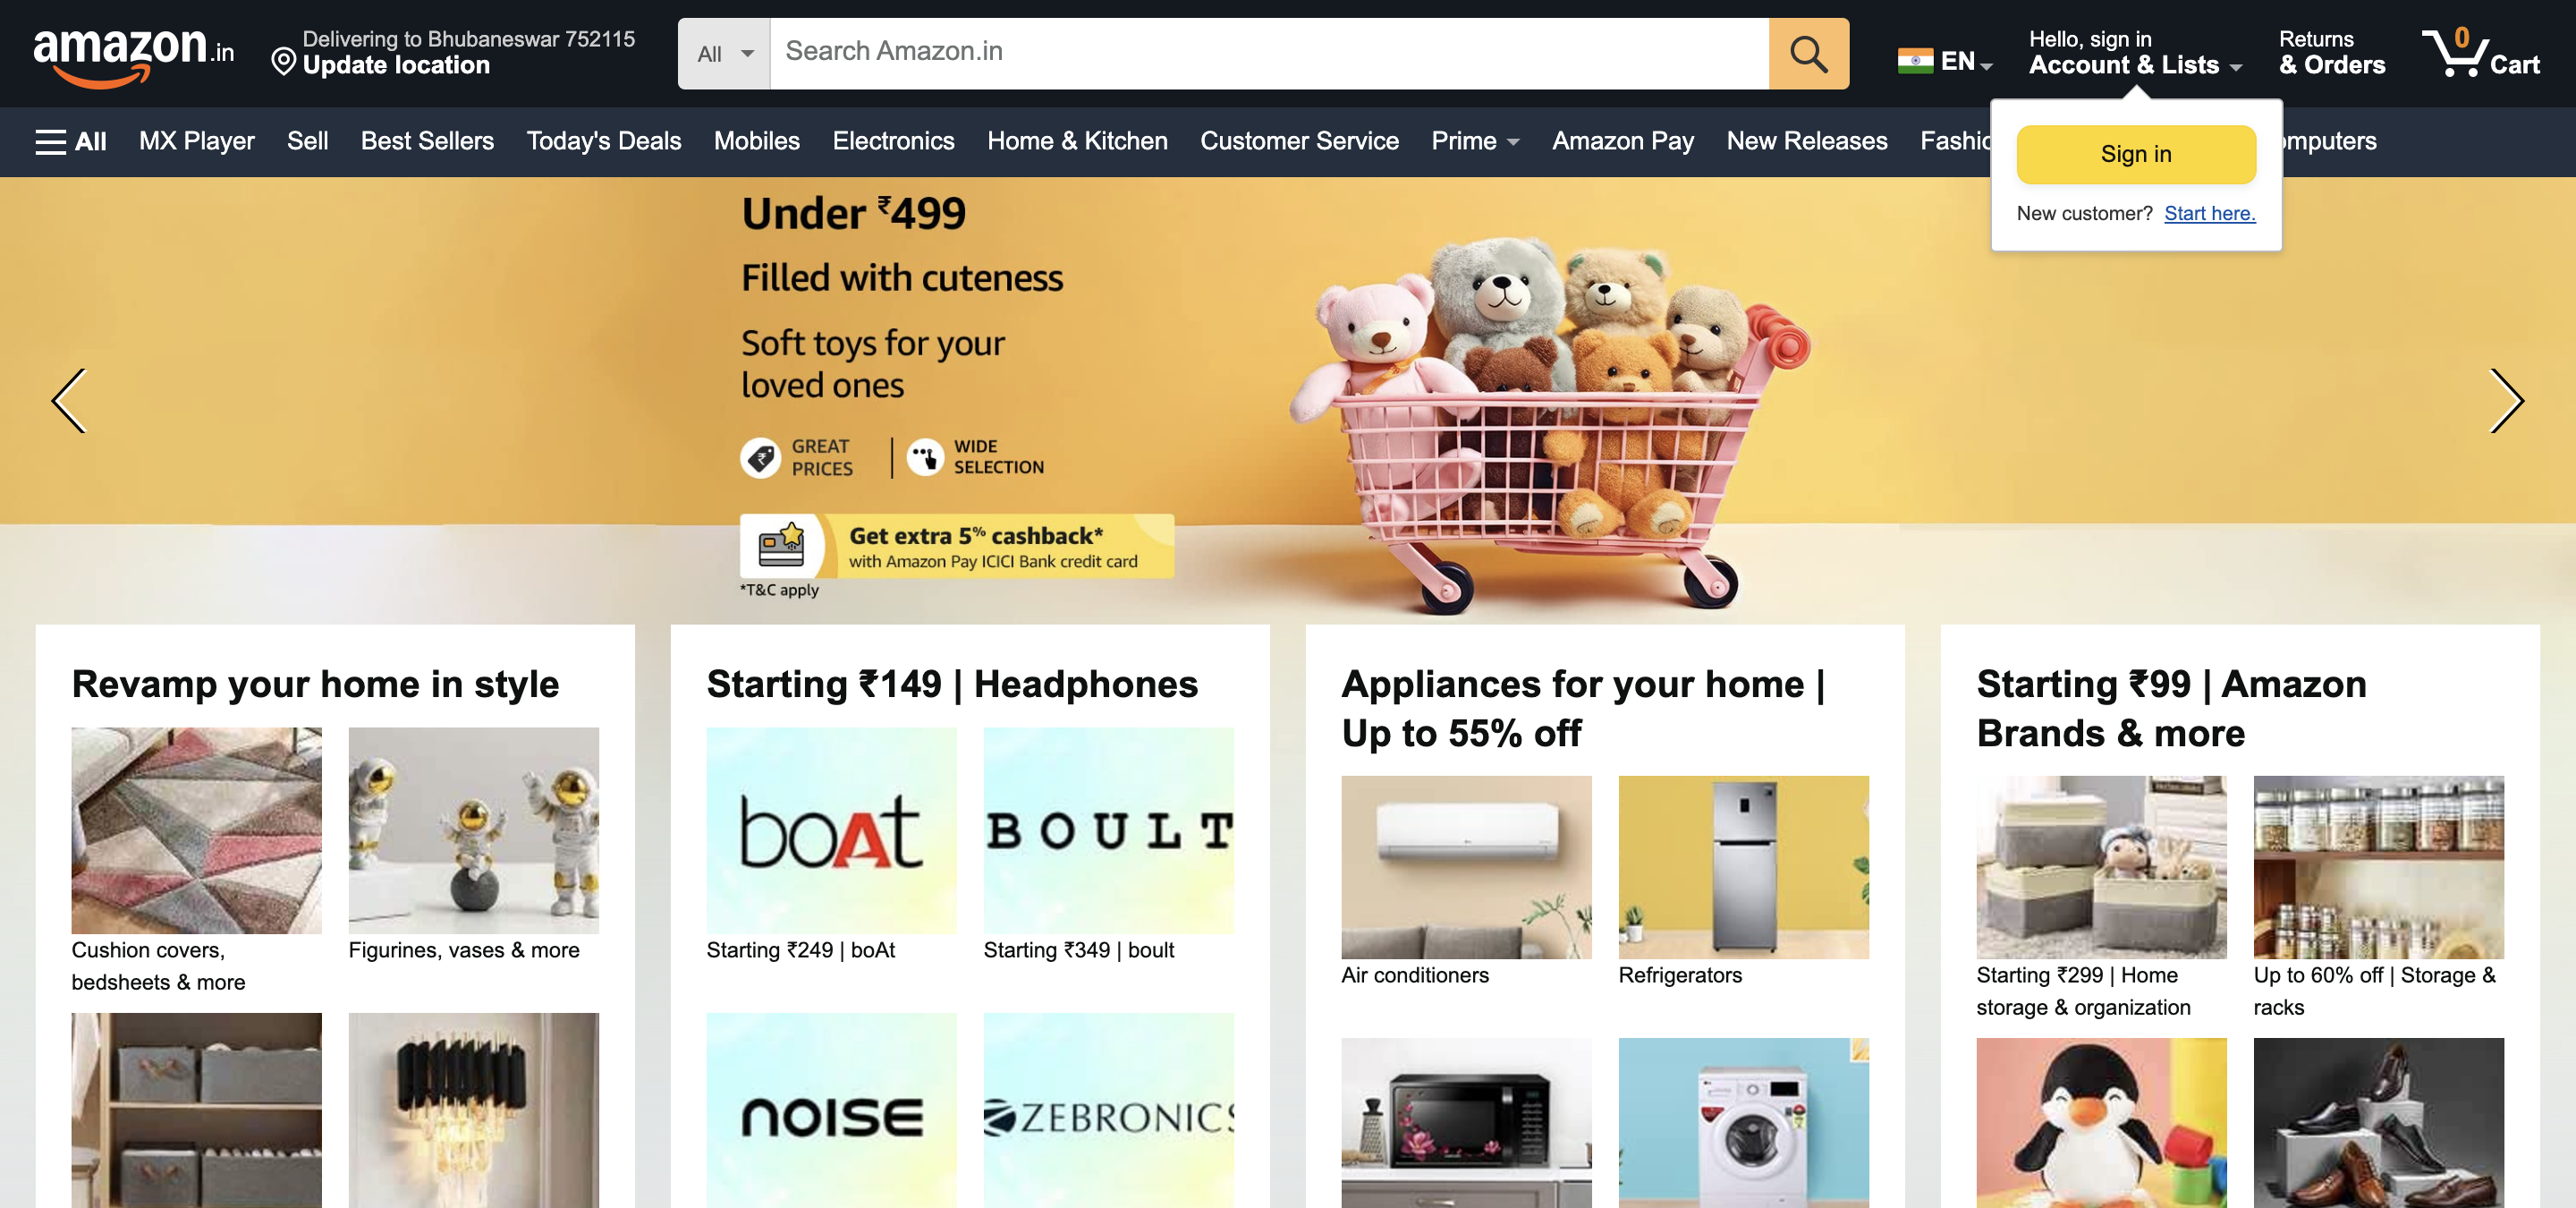 amazon.in
Delivering to Bhubaneswar 752115
Update location
All
Search Amazon.in
EN
Hello, sign in
Account & Lists
Returns
& Orders
0
Cart
All
MX Player
Sell
Best Sellers
Today's Deals
Mobiles
Electronics
Home & Kitchen
Customer Service
Prime
Amazon Pay
New Releases
Sign in
New customer? Start here.
Under ₹499
Filled with cuteness
Soft toys for your
loved ones
GREAT
PRICES
WIDE
SELECTION
Get extra 5% cashback*
with Amazon Pay ICICI Bank credit card
*T&C apply
Revamp your home in style
Cushion covers,
bedsheets & more
Figurines, vases & more
Starting ₹149 | Headphones
boAt
BOULT
Starting ₹249 | boAt
Starting ₹349 | boult
noise
ZEBRONICS
Appliances for your home |
Up to 55% off
Air conditioners
Refrigerators
Starting ₹99 | Amazon
Brands & more
Starting ₹299 | Home
storage & organization
Up to 60% off | Storage &
racks